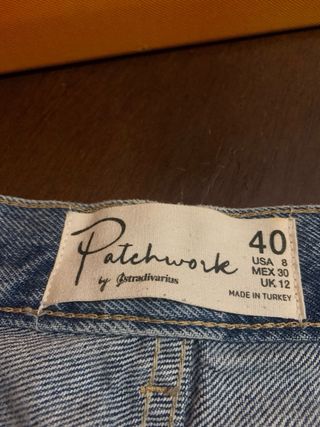 Patchwork
by Stradivarius
40
USA 8
MEX 30
UK 12
MADE IN TURKEY